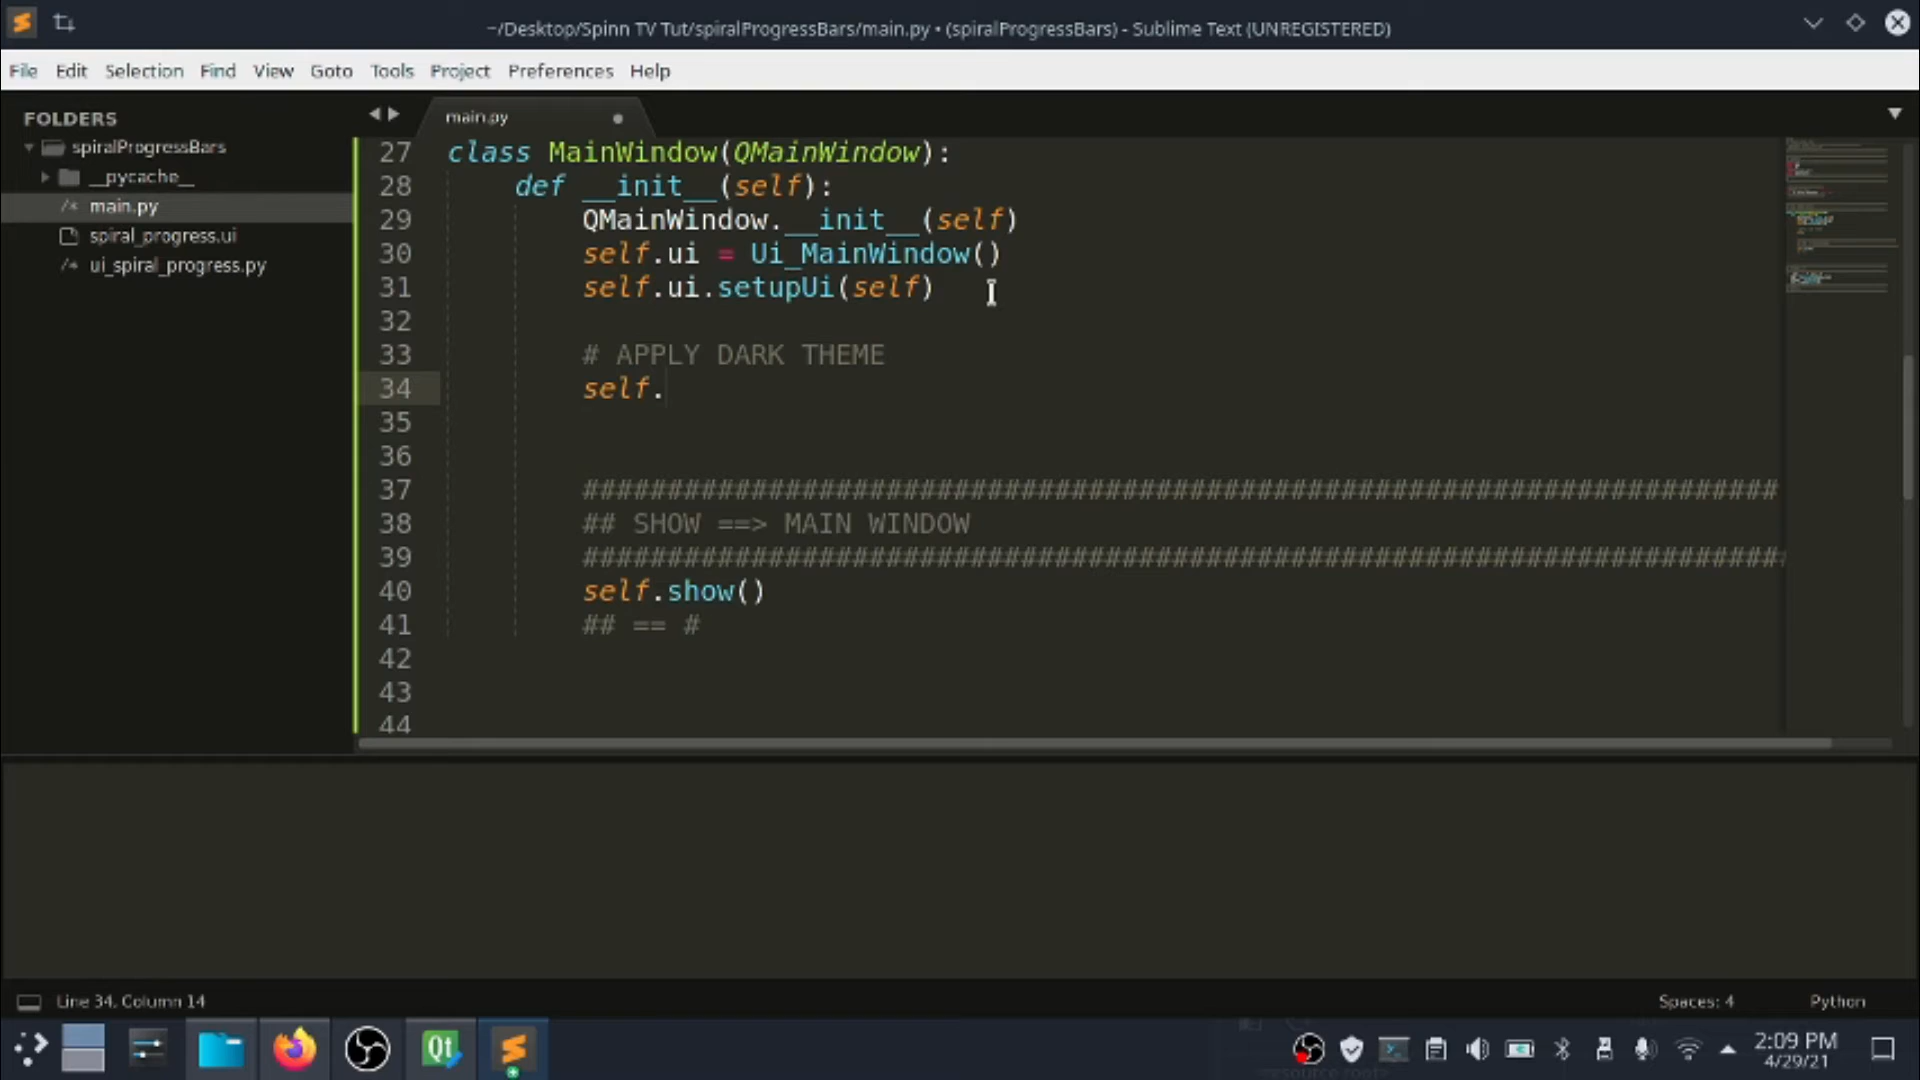 ~/Desktop/Spinn TV Tut/spiralProgressBars/main.py • (spiralProgressBars) - Sublime Text (UNREGISTERED)
File Edit Selection Find View Goto Tools Project Preferences Help
FOLDERS
spiralProgressBars
__pycache__
/* main.py
spiral_progress.ui
/* ui_spiral_progress.py
main.py
27 class MainWindow(QMainWindow):
28 def __init__(self):
29 QMainWindow.__init__(self)
30 self.ui = Ui_MainWindow()
31 self.ui.setupUi(self)
32
33 # APPLY DARK THEME
34 self.
35
36
37 #######################################################################
38 ## SHOW ==> MAIN WINDOW
39 ########################################################################
40 self.show()
41 ## == #
42
43
44
Line 34, Column 14
Spaces: 4 Python
Qt
2:09 PM
4/29/21